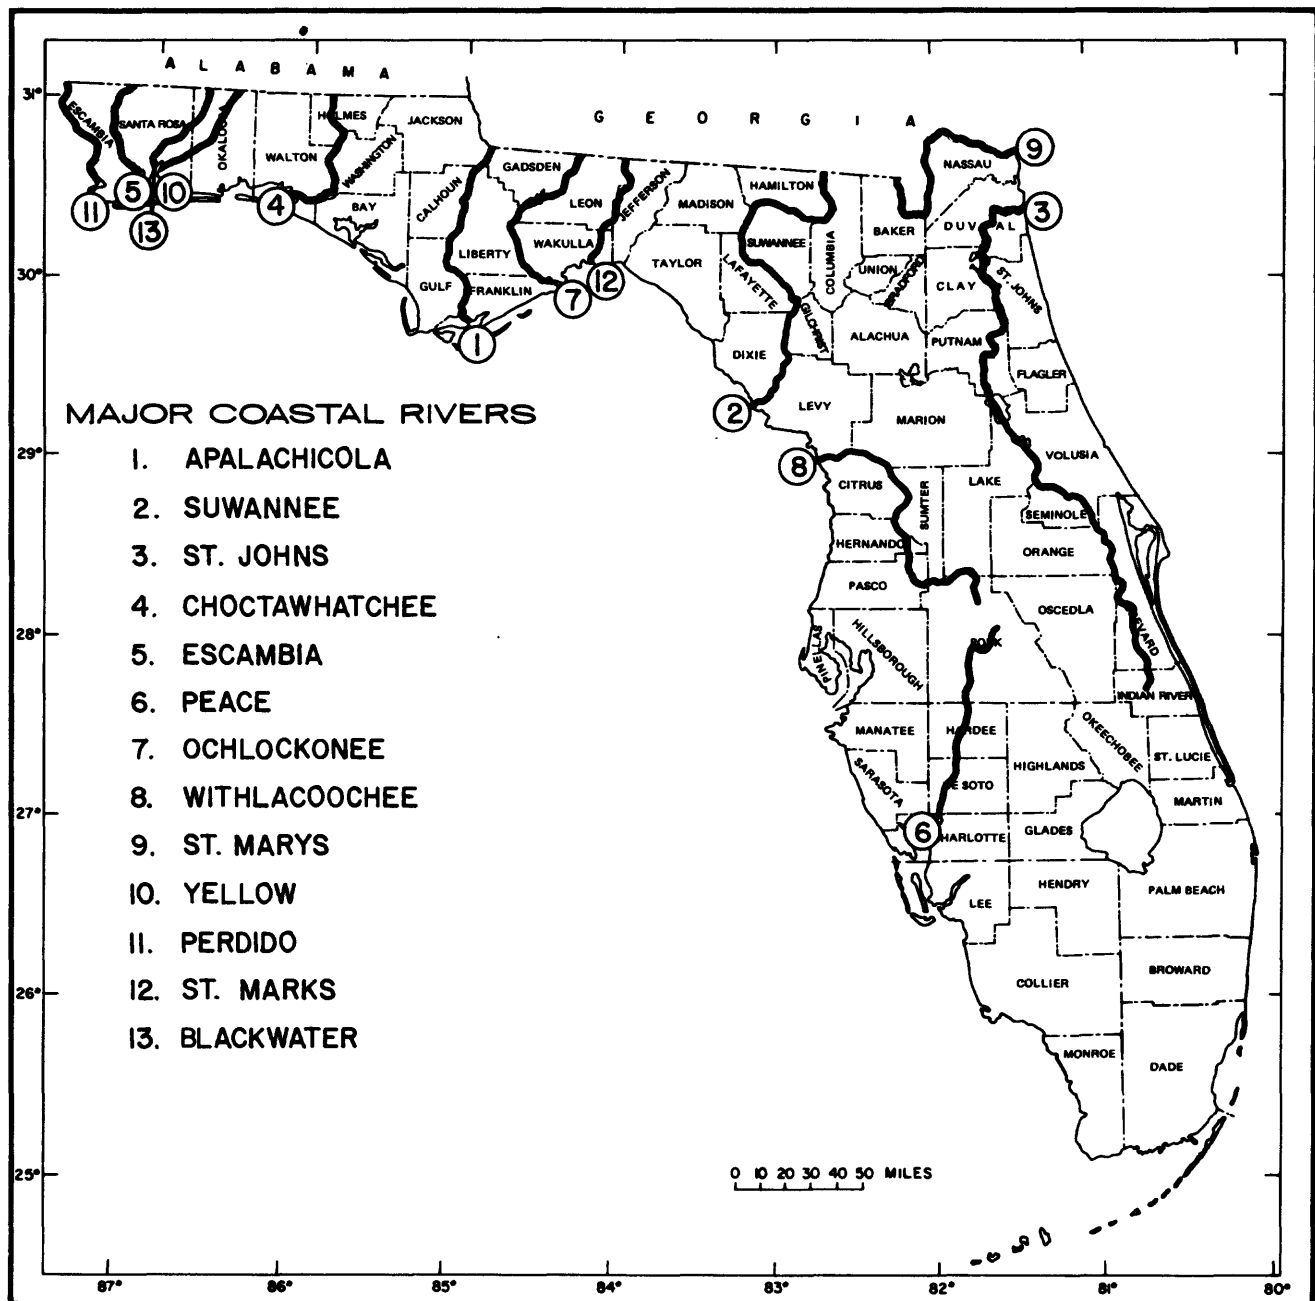 A L A B A M A
G E O R G I A
31°
30°
29°
28°
27°
26°
25°
ESCAMBIA
SANTA ROSA
OKALOOSA
WALTON
HOLMES
WASHINGTON
JACKSON
BAY
CALHOUN
GULF
LIBERTY
FRANKLIN
GADSDEN
LEON
WAKULLA
JEFFERSON
MADISON
TAYLOR
HAMILTON
SUWANNEE
LAFAYETTE
DIXIE
COLUMBIA
GILCHRIST
BAKER
UNION
BRADFORD
NASSAU
DUVAL
CLAY
ST. JOHNS
ALACHUA
PUTNAM
FLAGLER
LEVY
MARION
VOLUSIA
CITRUS
SUMTER
LAKE
SEMINOLE
HERNANDO
ORANGE
PASCO
OSCEOLA
PINELLAS
HILLSBOROUGH
POLK
BREVARD
INDIAN RIVER
MANATEE
HARDEE
OKEECHOBEE
ST. LUCIE
SARASOTA
E SOTO
HIGHLANDS
MARTIN
HARLOTTE
GLADES
LEE
HENDRY
PALM BEACH
COLLIER
BROWARD
MONROE
DADE
11
5
13
10
4
1
7
12
2
8
9
3
6
MAJOR COASTAL RIVERS
1. APALACHICOLA
2. SUWANNEE
3. ST. JOHNS
4. CHOCTAWHATCHEE
5. ESCAMBIA
6. PEACE
7. OCHLOCKONEE
8. WITHLACOOCHEE
9. ST. MARYS
10. YELLOW
11. PERDIDO
12. ST. MARKS
13. BLACKWATER
0 10 20 30 40 50 MILES
87° 86° 85° 84° 83° 82° 81° 80°